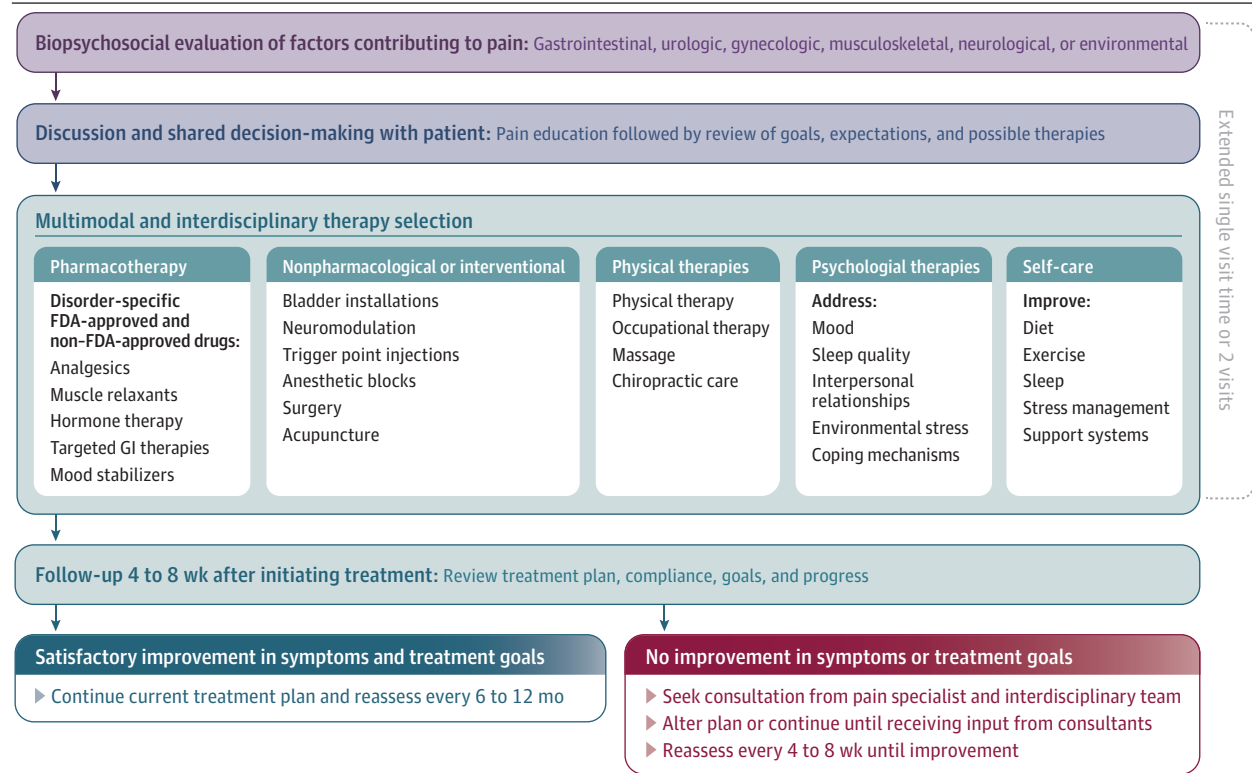 Biopsychosocial evaluation of factors contributing to pain: Gastrointestinal, urologic, gynecologic, musculoskeletal, neurological, or environmental
Discussion and shared decision-making with patient: Pain education followed by review of goals, expectations, and possible therapies
Multimodal and interdisciplinary therapy selection
Pharmacotherapy
Disorder-specific
FDA-approved and
non–FDA-approved drugs:
Analgesics
Muscle relaxants
Hormone therapy
Targeted GI therapies
Mood stabilizers
Nonpharmacological or interventional
Bladder installations
Neuromodulation
Trigger point injections
Anesthetic blocks
Surgery
Acupuncture
Physical therapies
Physical therapy
Occupational therapy
Massage
Chiropractic care
Psychologial therapies
Address:
Mood
Sleep quality
Interpersonal
relationships
Environmental stress
Coping mechanisms
Self-care
Improve:
Diet
Exercise
Sleep
Stress management
Support systems
Extended single visit time or 2 visits
Follow-up 4 to 8 wk after initiating treatment: Review treatment plan, compliance, goals, and progress
Satisfactory improvement in symptoms and treatment goals
Continue current treatment plan and reassess every 6 to 12 mo
No improvement in symptoms or treatment goals
Seek consultation from pain specialist and interdisciplinary team
Alter plan or continue until receiving input from consultants
Reassess every 4 to 8 wk until improvement